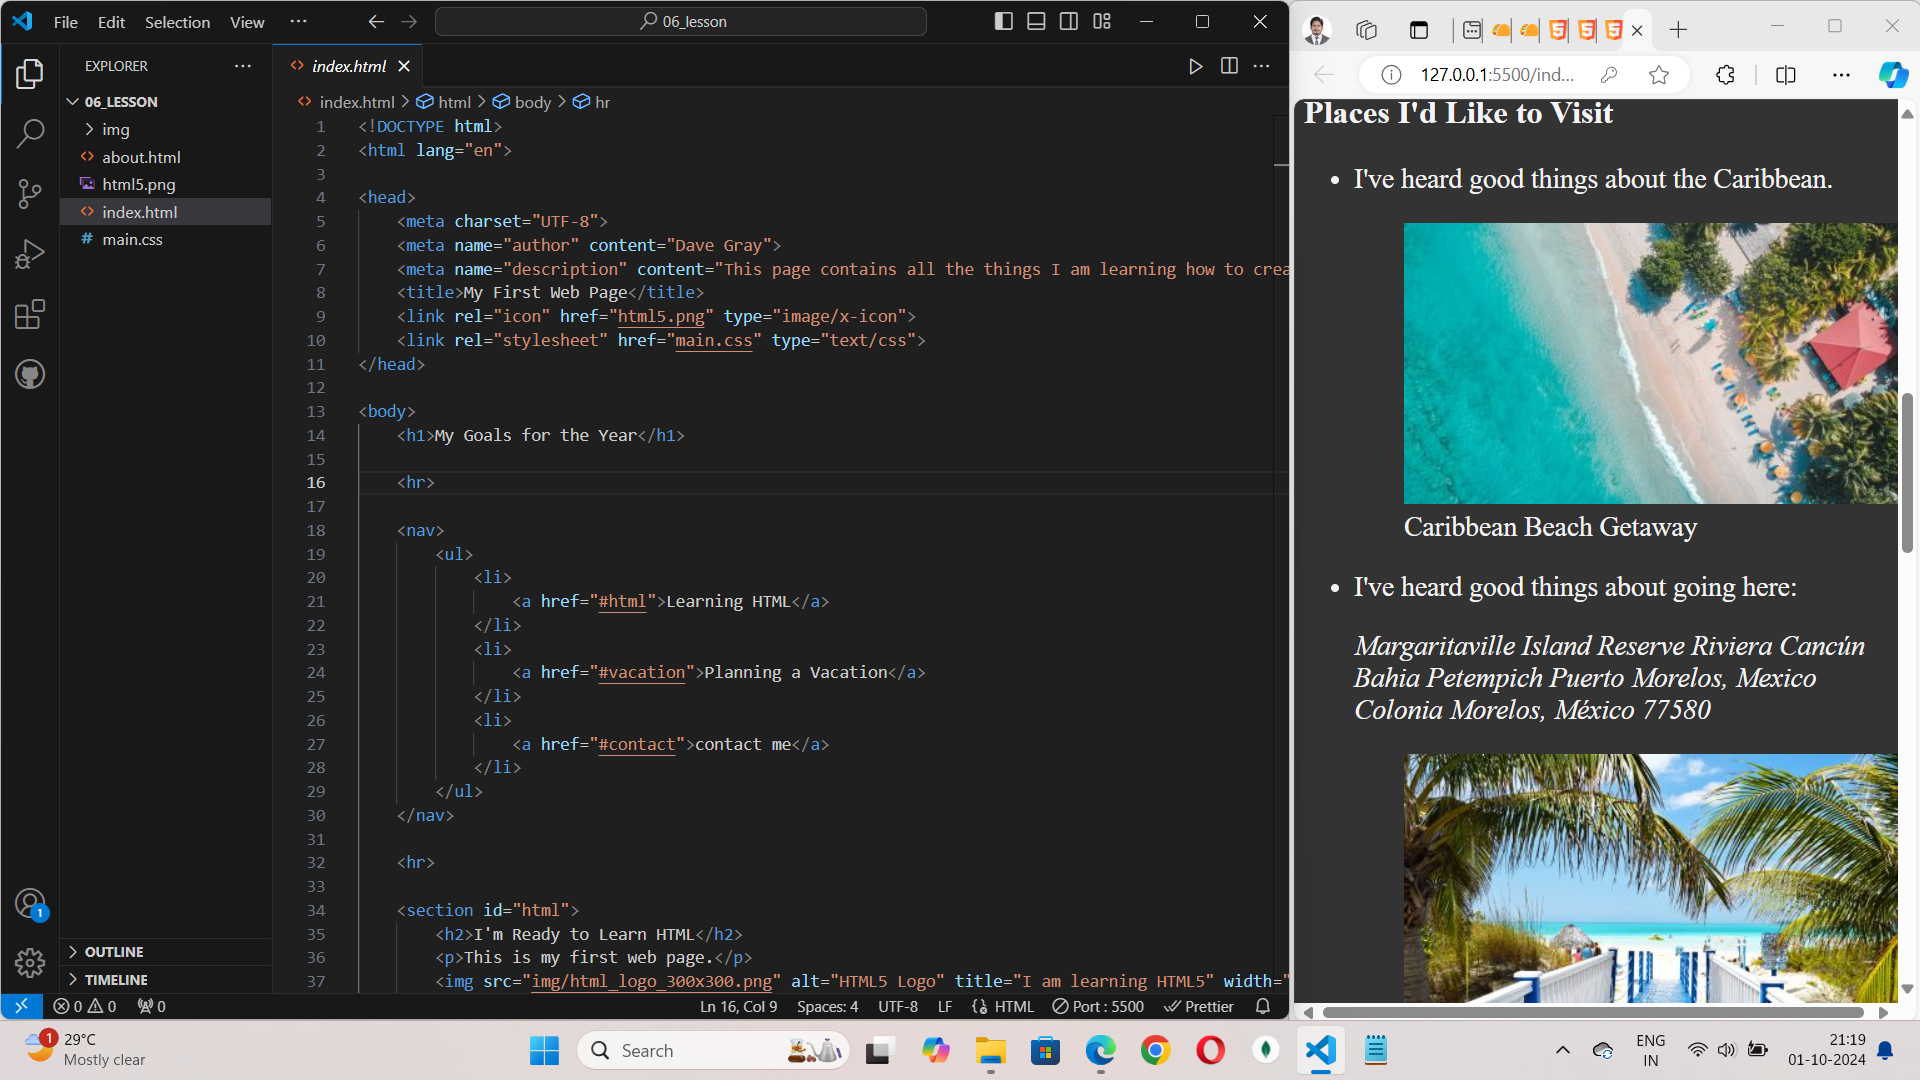 File Edit Selection View ··· 06_lesson
EXPLORER ···
06_LESSON
img
about.html
html5.png
index.html
main.css
OUTLINE
TIMELINE
index.html
index.html > html > body > hr
1 <!DOCTYPE html>
2 <html lang="en">
3
4 <head>
5 <meta charset="UTF-8">
6 <meta name="author" content="Dave Gray">
7 <meta name="description" content="This page contains all the things I am learning how to crea
8 <title>My First Web Page</title>
9 <link rel="icon" href="html5.png" type="image/x-icon">
10 <link rel="stylesheet" href="main.css" type="text/css">
11 </head>
12
13 <body>
14 <h1>My Goals for the Year</h1>
15
16 <hr>
17
18 <nav>
19 <ul>
20 <li>
21 <a href="#html">Learning HTML</a>
22 </li>
23 <li>
24 <a href="#vacation">Planning a Vacation</a>
25 </li>
26 <li>
27 <a href="#contact">contact me</a>
28 </li>
29 </ul>
30 </nav>
31
32 <hr>
33
34 <section id="html">
35 <h2>I'm Ready to Learn HTML</h2>
36 <p>This is my first web page.</p>
37 <img src="img/html_logo_300x300.png" alt="HTML5 Logo" title="I am learning HTML5" width="
1
0 0 0 Ln 16, Col 9 Spaces: 4 UTF-8 LF HTML Port : 5500 Prettier
127.0.0.1:5500/ind...
Places I'd Like to Visit
• I've heard good things about the Caribbean.
Caribbean Beach Getaway
• I've heard good things about going here:
Margaritaville Island Reserve Riviera Cancún
Bahia Petempich Puerto Morelos, Mexico
Colonia Morelos, México 77580
1
29°C
Mostly clear
Search
ENG
IN
21:19
01-10-2024